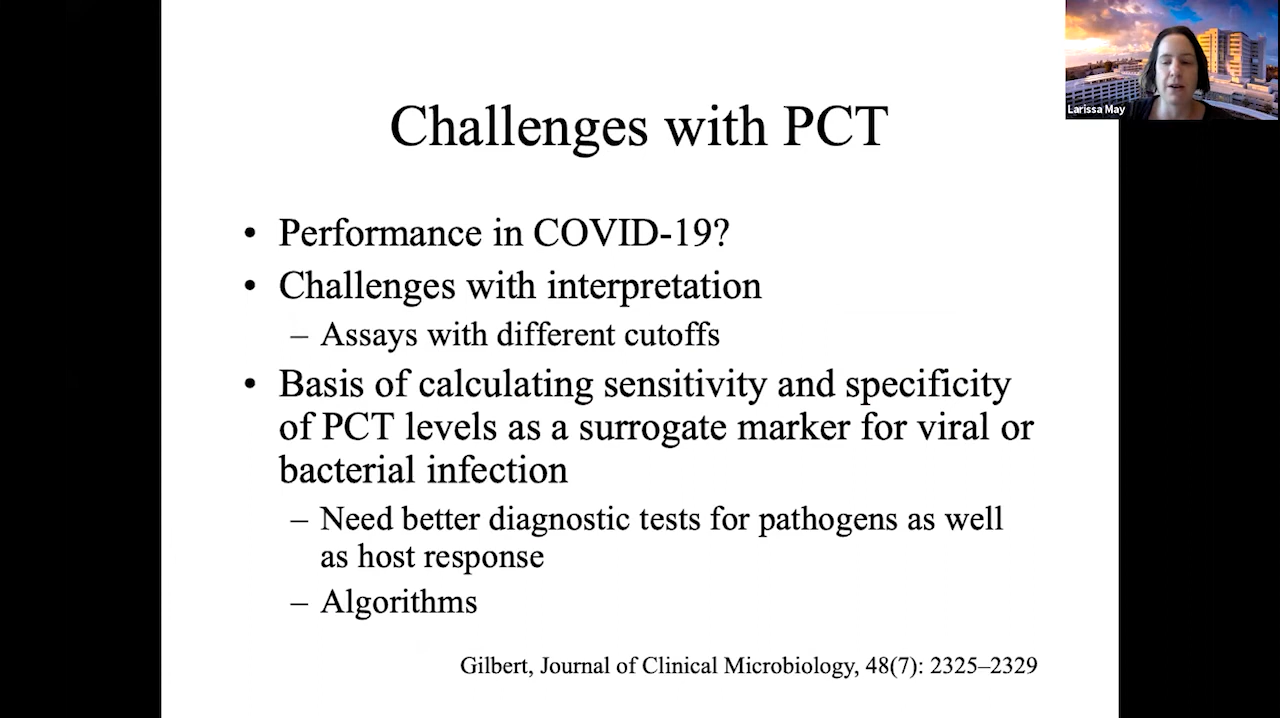 Larissa May
Challenges with PCT
• Performance in COVID-19?
• Challenges with interpretation
– Assays with different cutoffs
• Basis of calculating sensitivity and specificity
of PCT levels as a surrogate marker for viral or
bacterial infection
– Need better diagnostic tests for pathogens as well
as host response
– Algorithms
Gilbert, Journal of Clinical Microbiology, 48(7): 2325–2329